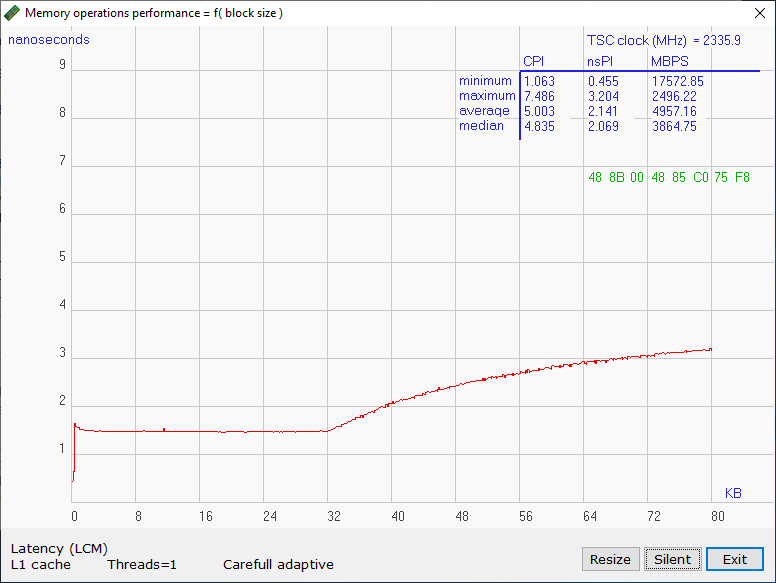 Memory operations performance = f( block size )
nanoseconds
TSC clock (MHz) = 2335.9
CPI nsPI MBPS
minimum 1.063 0.455 17572.85
maximum 7.486 3.204 2496.22
average 5.003 2.141 4957.16
median 4.835 2.069 3864.75
48 8B 00 48 85 C0 75 F8
9
8
7
6
5
4
3
2
1
KB
0 8 16 24 32 40 48 56 64 72 80
Latency (LCM)
L1 cache Threads=1 Carefull adaptive
Resize Silent Exit